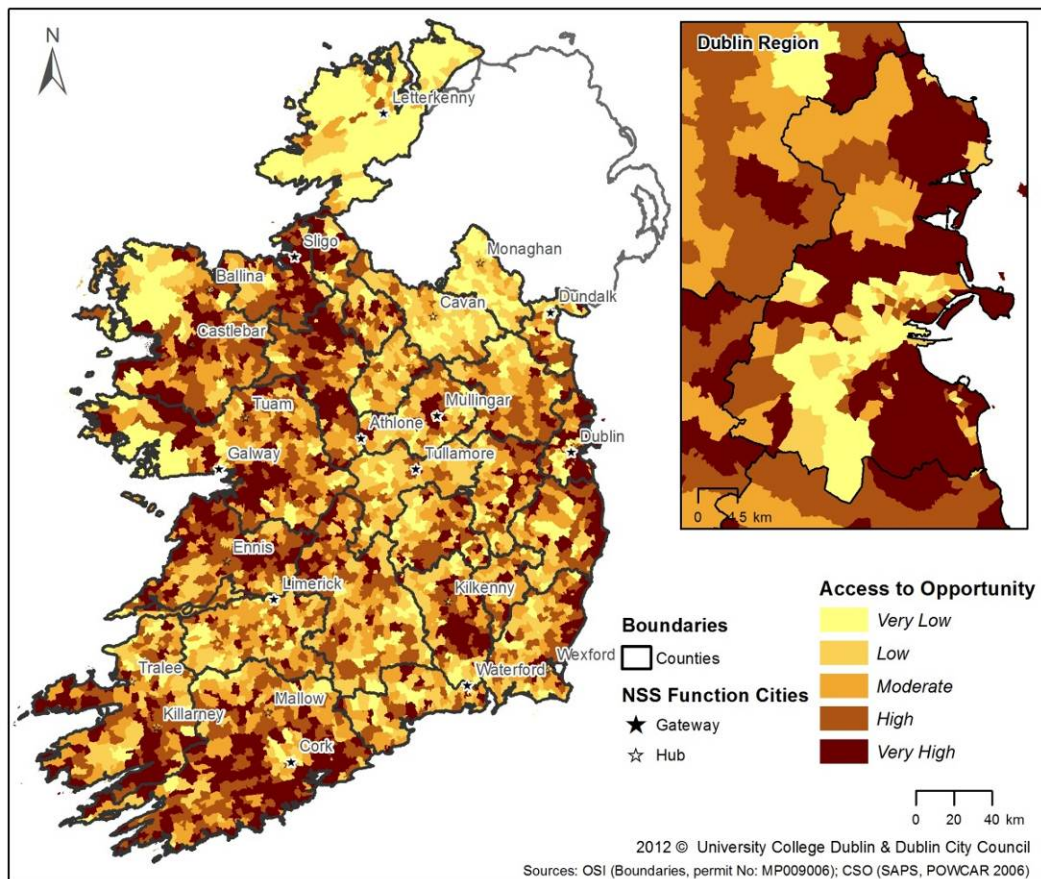 N
Letterkenny
Sligo
Monaghan
Ballina
Cavan
Dundalk
Castlebar
Tuam
Mullingar
Athlone
Dublin
Galway
Tullamore
Ennis
Limerick
Kilkenny
Wexford
Waterford
Tralee
Mallow
Killarney
Cork
Dublin Region
0 4.5 km
Boundaries
Counties
NSS Function Cities
Gateway
Hub
Access to Opportunity
Very Low
Low
Moderate
High
Very High
0 20 40 km
2012 © University College Dublin & Dublin City Council
Sources: OSI (Boundaries, permit No: MP009006); CSO (SAPS, POWCAR 2006)